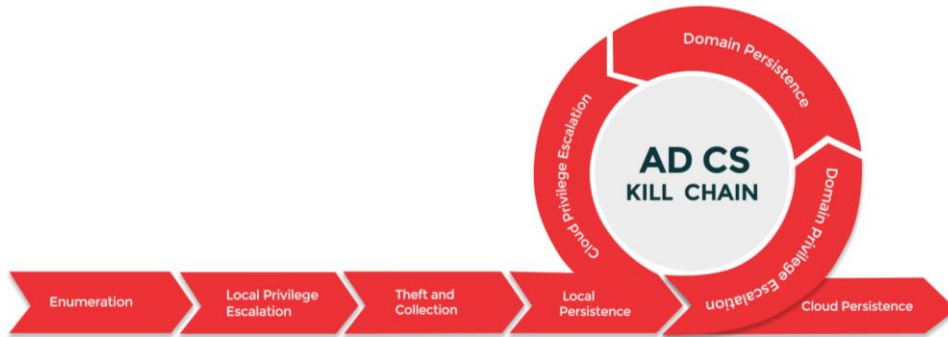 Domain Persistence
Cloud Privilege Escalation
AD CS
KILL CHAIN
Domain Privilege Escalation
Enumeration
Local Privilege
Escalation
Theft and
Collection
Local
Persistence
Cloud Persistence